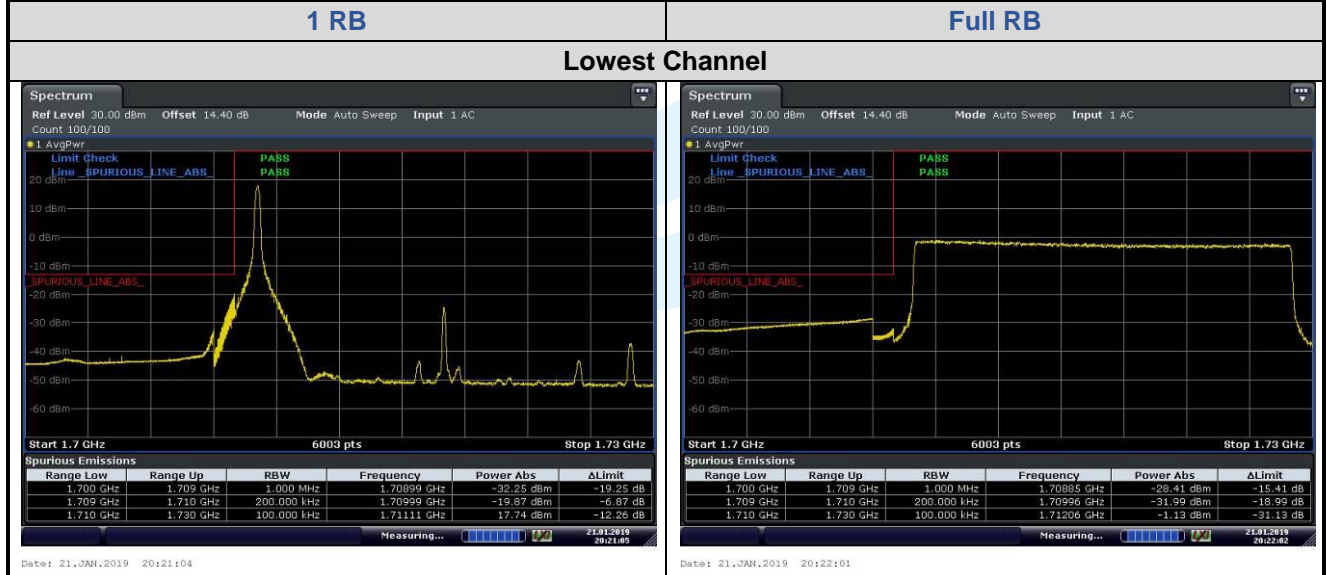 1 RB
Full RB
Lowest Channel
Spectrum
Ref Level 30.00 dBm Offset 14.40 dB Mode Auto Sweep Input 1 AC
Count 100/100
1 AvgPwr
Limit Check PASS
Line _SPURIOUS_LINE_ABS_ PASS
20 dBm
10 dBm
0 dBm
-10 dBm
_SPURIOUS_LINE_ABS_
-20 dBm
-30 dBm
-40 dBm
-50 dBm
-60 dBm
Start 1.7 GHz 6003 pts Stop 1.73 GHz
Spurious Emissions
Range Low Range Up RBW Frequency Power Abs ΔLimit
1.700 GHz 1.709 GHz 1.000 MHz 1.70899 GHz -32.25 dBm -19.25 dB
1.709 GHz 1.710 GHz 200.000 kHz 1.70999 GHz -19.87 dBm -6.87 dB
1.710 GHz 1.730 GHz 100.000 kHz 1.71111 GHz 17.74 dBm -12.26 dB
Measuring... 21.01.2019
20:21:05
Date: 21.JAN.2019 20:21:04
Spectrum
Ref Level 30.00 dBm Offset 14.40 dB Mode Auto Sweep Input 1 AC
Count 100/100
1 AvgPwr
Limit Check PASS
Line _SPURIOUS_LINE_ABS_ PASS
20 dBm
10 dBm
0 dBm
-10 dBm
_SPURIOUS_LINE_ABS_
-20 dBm
-30 dBm
-40 dBm
-50 dBm
-60 dBm
Start 1.7 GHz 6003 pts Stop 1.73 GHz
Spurious Emissions
Range Low Range Up RBW Frequency Power Abs ΔLimit
1.700 GHz 1.709 GHz 1.000 MHz 1.70885 GHz -28.41 dBm -15.41 dB
1.709 GHz 1.710 GHz 200.000 kHz 1.70996 GHz -31.99 dBm -18.99 dB
1.710 GHz 1.730 GHz 100.000 kHz 1.71206 GHz -1.13 dBm -31.13 dB
Measuring... 21.01.2019
20:22:02
Date: 21.JAN.2019 20:22:01